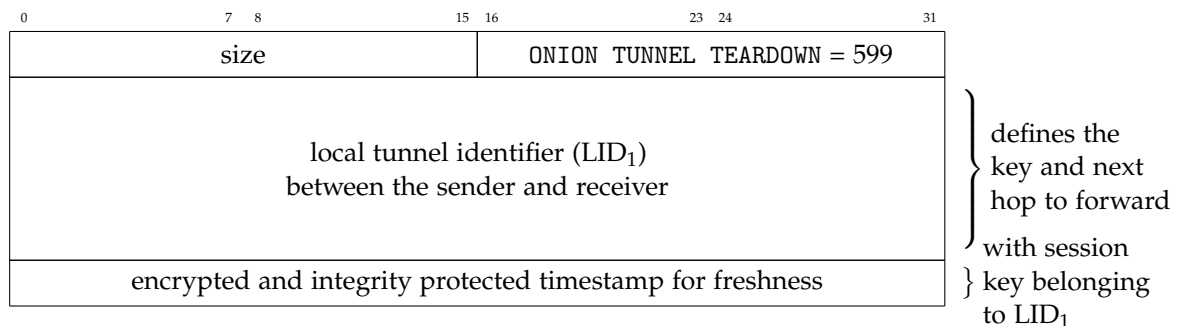 0 7 8 15 16 23 24 31
size ONION TUNNEL TEARDOWN = 599
local tunnel identifier (LID₁)
between the sender and receiver
defines the
key and next
hop to forward
encrypted and integrity protected timestamp for freshness
with session
key belonging
to LID₁